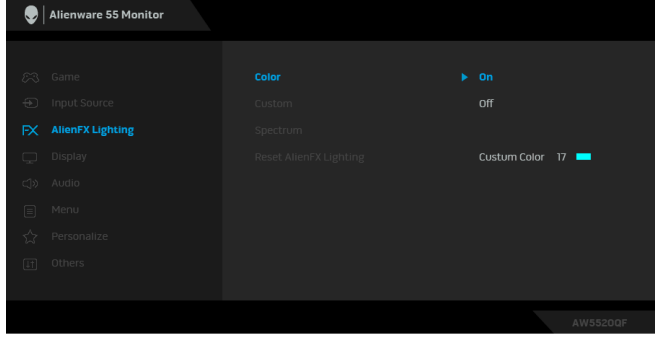 Alienware 55 Monitor
Game
Color
On
Input Source
Custom
Off
FX AlienFX Lighting
Spectrum
Display
Reset AlienFX Lighting
Custum Color 17
Audio
Menu
Personalize
Others
AW5520QF